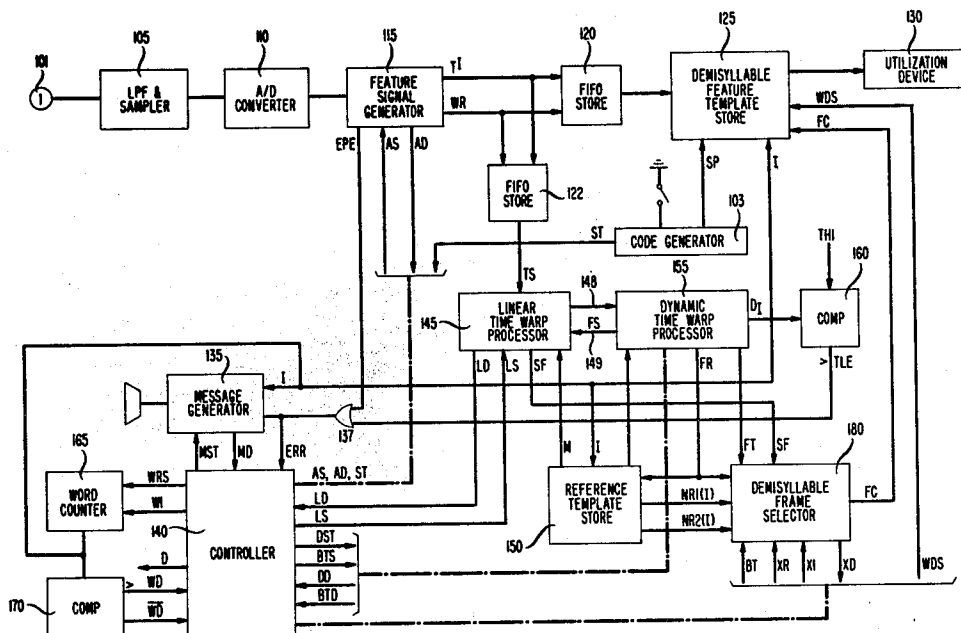 101
1
105
LPF &
SAMPLER
110
A/D
CONVERTER
115
FEATURE
SIGNAL
GENERATOR
T^I
WR
EPE
AS
AD
120
FIFO
STORE
125
DEMISYLLABLE
FEATURE
TEMPLATE
STORE
130
UTILIZATION
DEVICE
WDS
FC
I
SP
FIFO
STORE
122
CODE GENERATOR
103
ST
TS
THI
160
COMP
> TLE
145
LINEAR
TIME WARP
PROCESSOR
148
FS
149
155
DYNAMIC
TIME WARP
PROCESSOR
D_I
LD
LS
SF
FR
135
MESSAGE
GENERATOR
I
137
MST
MD
ERR
M
I
FT
SF
180
165
WORD
COUNTER
WRS
WI
140
CONTROLLER
AS, AD, ST
LD
LS
DST
BTS
DD
BTD
150
REFERENCE
TEMPLATE
STORE
NR1(I)
NR2(I)
DEMISYLLABLE
FRAME
SELECTOR
FC
BT
XR
XI
XD
WDS
D
170
COMP
>
WD
WD